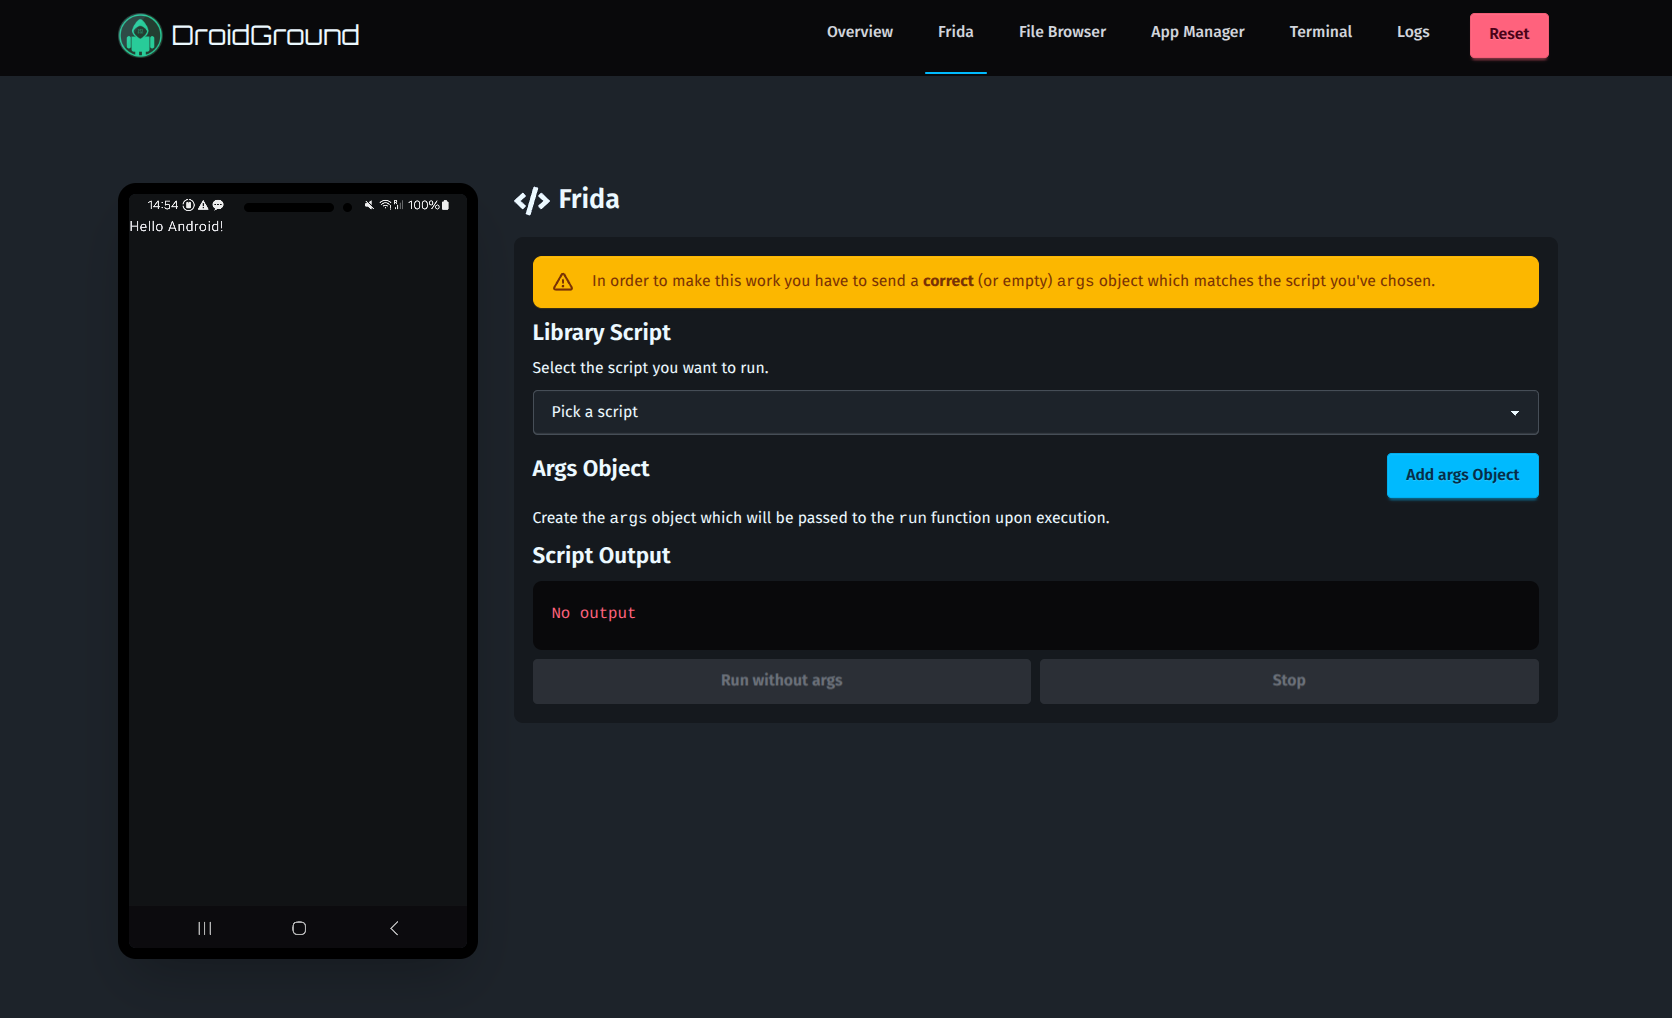 DroidGround
Overview
Frida
File Browser
App Manager
Terminal
Logs
Reset
14:54
100%
Hello Android!
Frida
In order to make this work you have to send a correct (or empty) args object which matches the script you've chosen.
Library Script
Select the script you want to run.
Pick a script
Args Object
Add args Object
Create the args object which will be passed to the run function upon execution.
Script Output
No output
Run without args
Stop